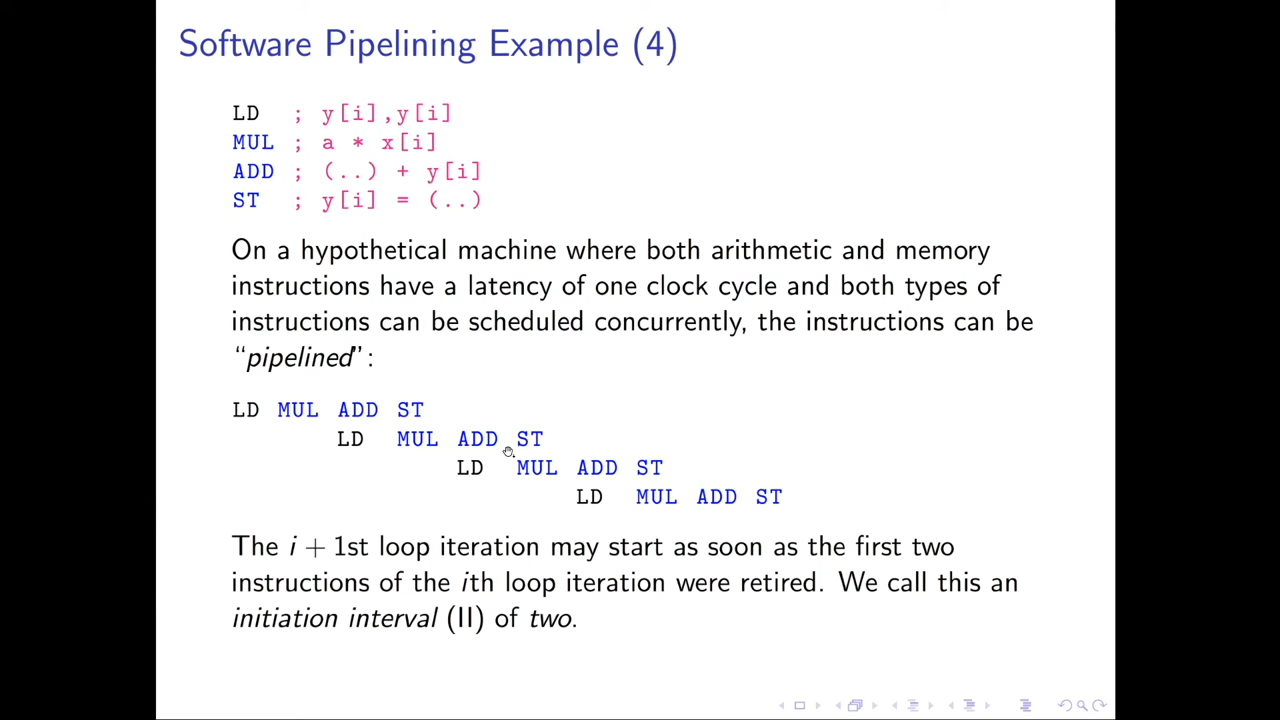 Software Pipelining Example (4)
LD ; y[i],y[i]
MUL ; a * x[i]
ADD ; (..) + y[i]
ST ; y[i] = (..)
On a hypothetical machine where both arithmetic and memory
instructions have a latency of one clock cycle and both types of
instructions can be scheduled concurrently, the instructions can be
“pipelined”:
LD MUL ADD ST
LD MUL ADD ST
LD MUL ADD ST
LD MUL ADD ST
The i + 1st loop iteration may start as soon as the first two
instructions of the ith loop iteration were retired. We call this an
initiation interval (II) of two.